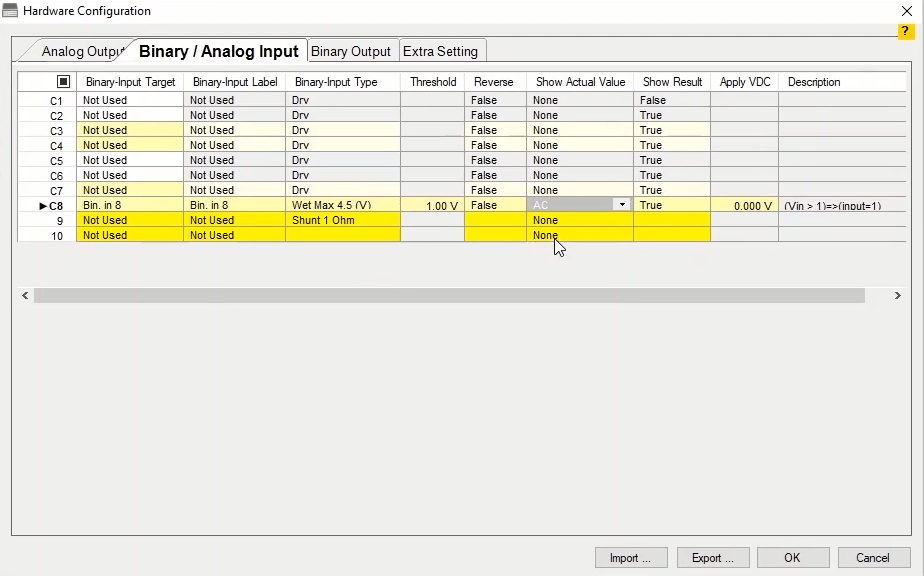 Hardware Configuration
?
Analog Outpu Binary / Analog Input Binary Output Extra Setting
Binary-Input Target Binary-Input Label Binary-Input Type Threshold Reverse Show Actual Value Show Result Apply VDC Description
C1 Not Used Not Used Drv False None False
C2 Not Used Not Used Drv False None True
C3 Not Used Not Used Drv False None True
C4 Not Used Not Used Drv False None True
C5 Not Used Not Used Drv False None True
C6 Not Used Not Used Drv False None True
C7 Not Used Not Used Drv False None True
C8 Bin. in 8 Bin. in 8 Wet Max 4.5 (V) 1.00 V False AC True 0.000 V (Vin > 1)=>(input=1)
9 Not Used Not Used Shunt 1 Ohm None
10 Not Used Not Used None
Import ... Export ... OK Cancel